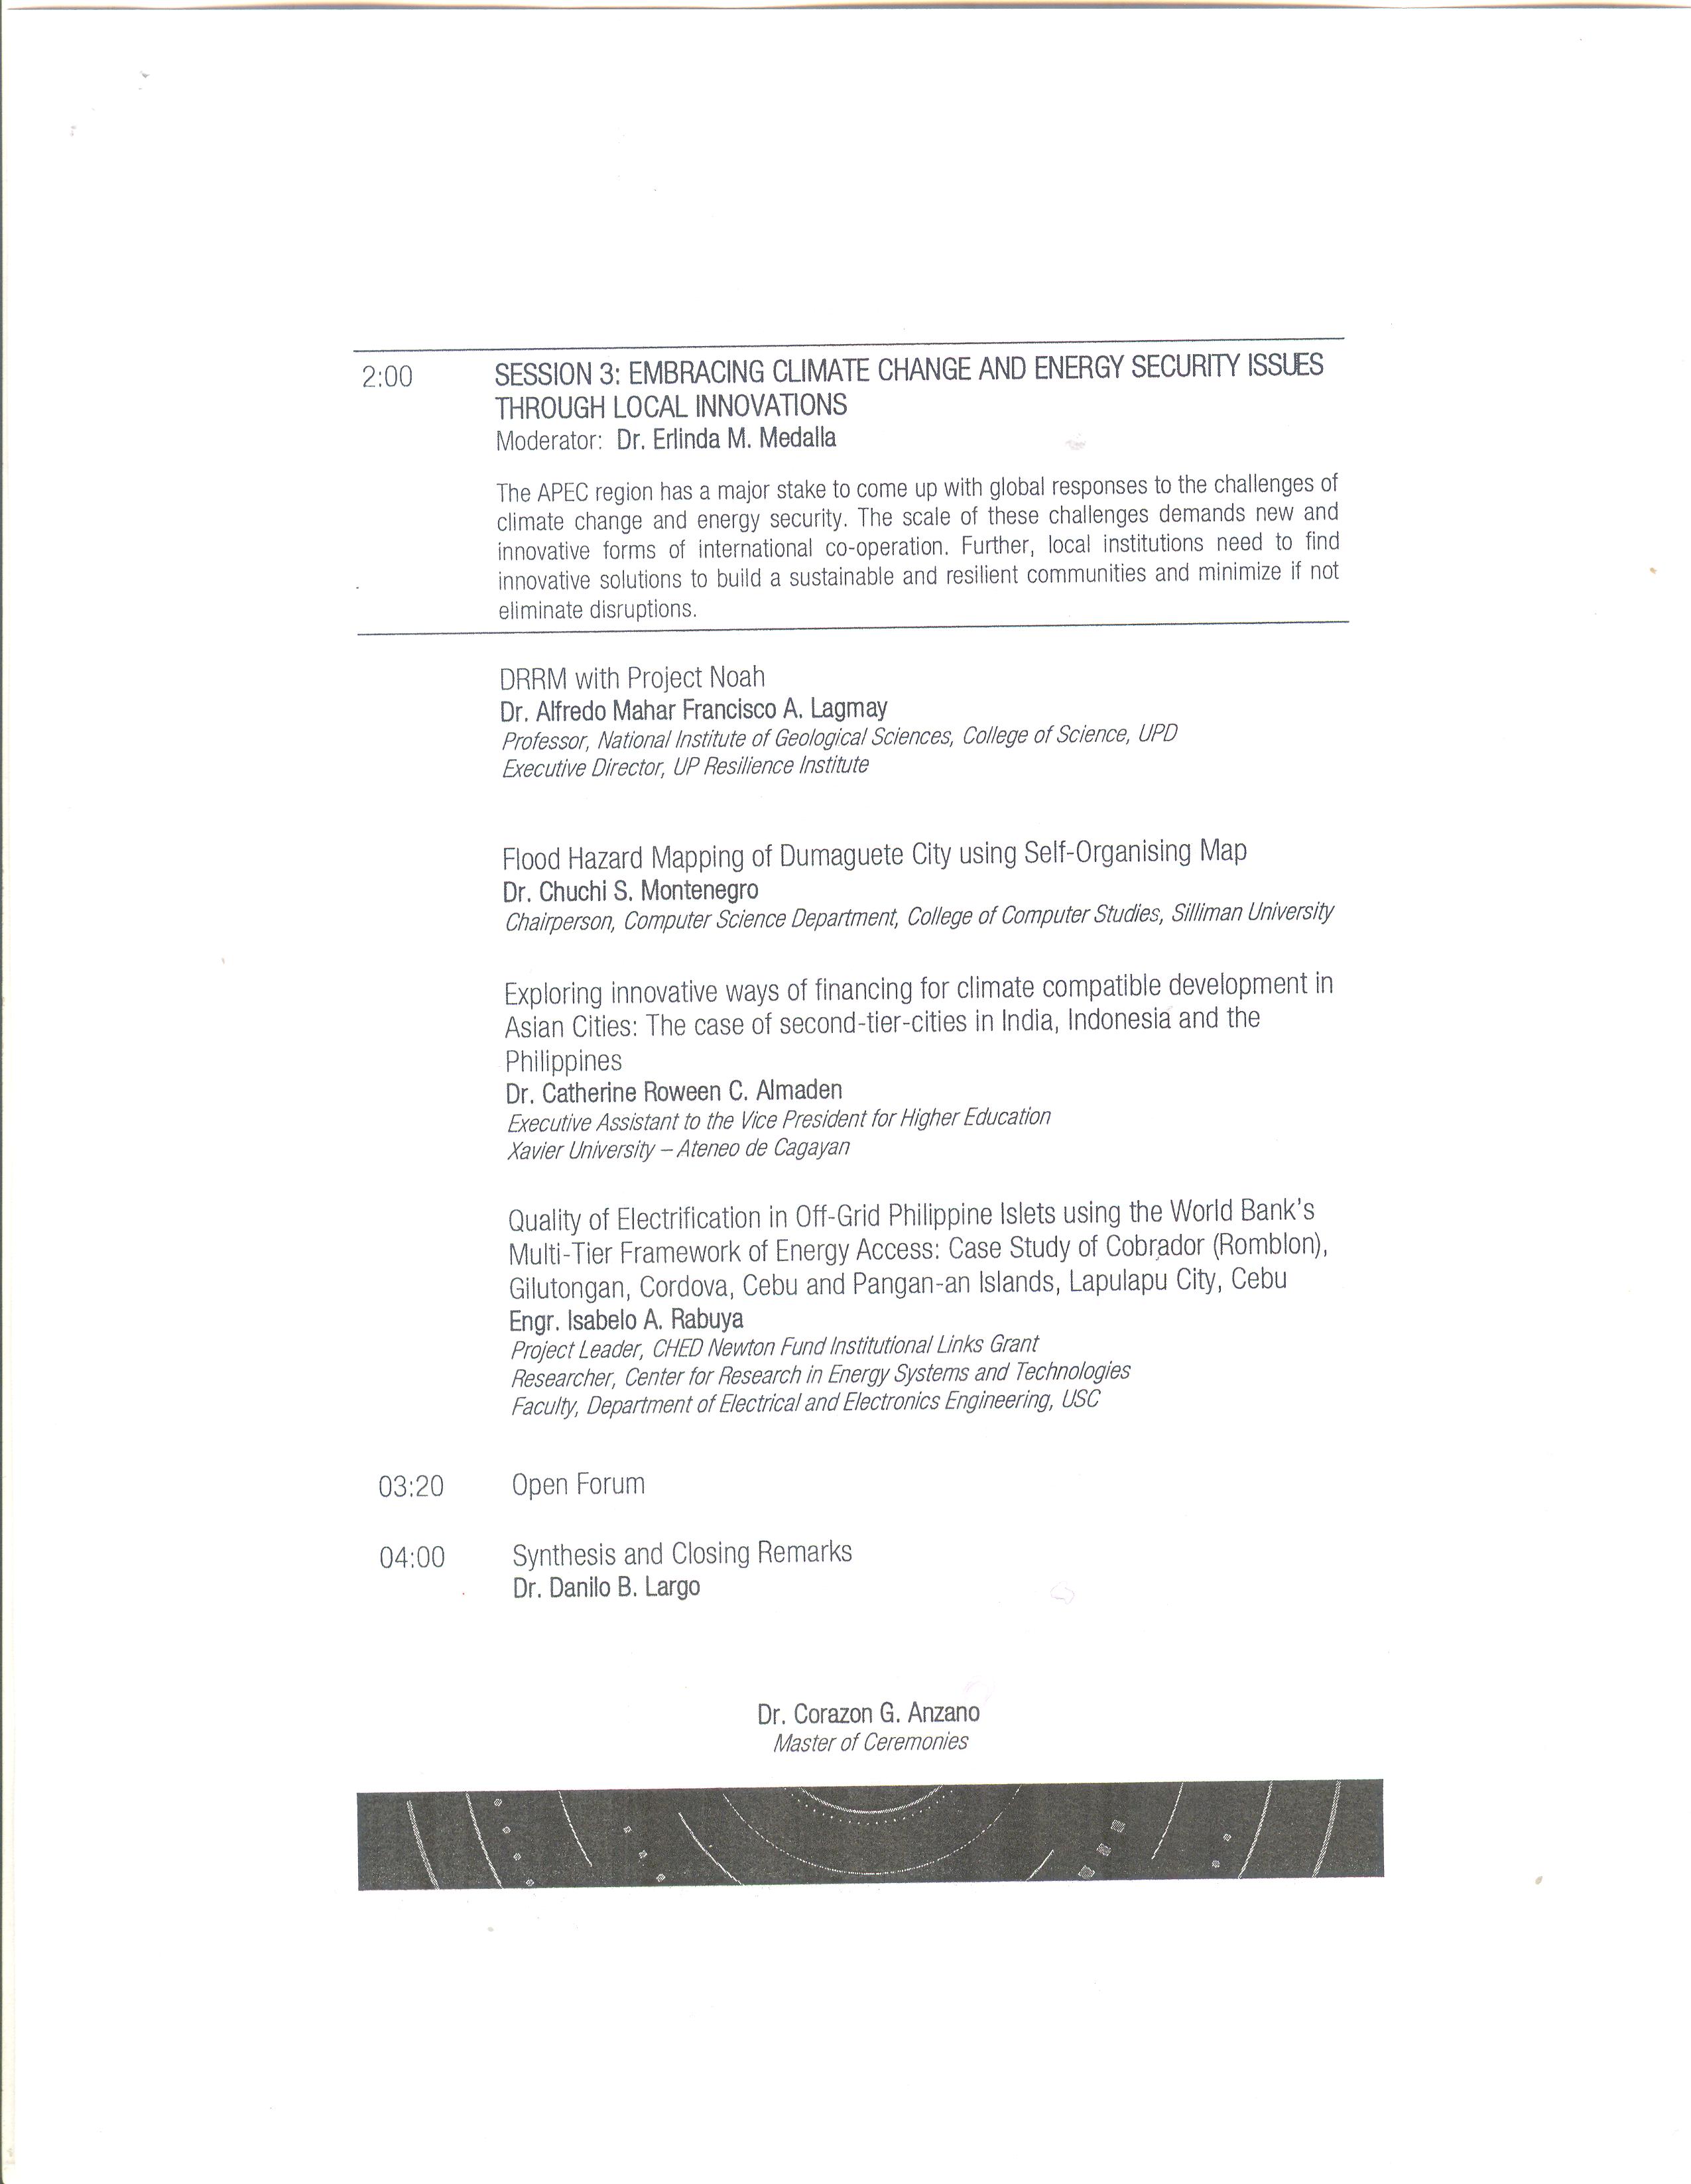 2:00 SESSION 3: EMBRACING CLIMATE CHANGE AND ENERGY SECURITY ISSUES
THROUGH LOCAL INNOVATIONS
Moderator: Dr. Erlinda M. Medalla
The APEC region has a major stake to come up with global responses to the challenges of
climate change and energy security. The scale of these challenges demands new and
innovative forms of international co-operation. Further, local institutions need to find
innovative solutions to build a sustainable and resilient communities and minimize if not
eliminate disruptions.
DRRM with Project Noah
Dr. Alfredo Mahar Francisco A. Lagmay
Professor, National Institute of Geological Sciences, College of Science, UPD
Executive Director, UP Resilience Institute
Flood Hazard Mapping of Dumaguete City using Self-Organising Map
Dr. Chuchi S. Montenegro
Chairperson, Computer Science Department, College of Computer Studies, Silliman University
Exploring innovative ways of financing for climate compatible development in
Asian Cities: The case of second-tier-cities in India, Indonesia and the
Philippines
Dr. Catherine Roween C. Almaden
Executive Assistant to the Vice President for Higher Education
Xavier University – Ateneo de Cagayan
Quality of Electrification in Off-Grid Philippine Islets using the World Bank's
Multi-Tier Framework of Energy Access: Case Study of Cobrador (Romblon),
Gilutongan, Cordova, Cebu and Pangan-an Islands, Lapulapu City, Cebu
Engr. Isabelo A. Rabuya
Project Leader, CHED Newton Fund Institutional Links Grant
Researcher, Center for Research in Energy Systems and Technologies
Faculty, Department of Electrical and Electronics Engineering, USC
03:20 Open Forum
04:00 Synthesis and Closing Remarks
Dr. Danilo B. Largo
Dr. Corazon G. Anzano
Master of Ceremonies